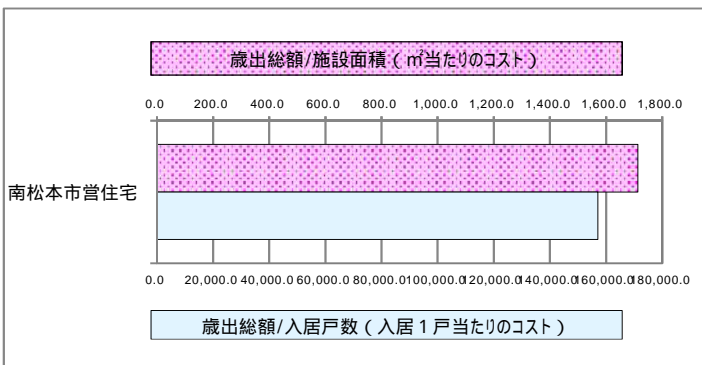 歳出総額/施設面積(㎡当たりのコスト)
0.0 200.0 400.0 600.0 800.0 1,000.0 1,200.0 1,400.0 1,600.0 1,800.0
南松本市営住宅
0.0 20,000.0 40,000.0 60,000.0 80,000.0 100,000.0 120,000.0 140,000.0 160,000.0 180,000.0
歳出総額/入居戸数(入居1戸当たりのコスト)